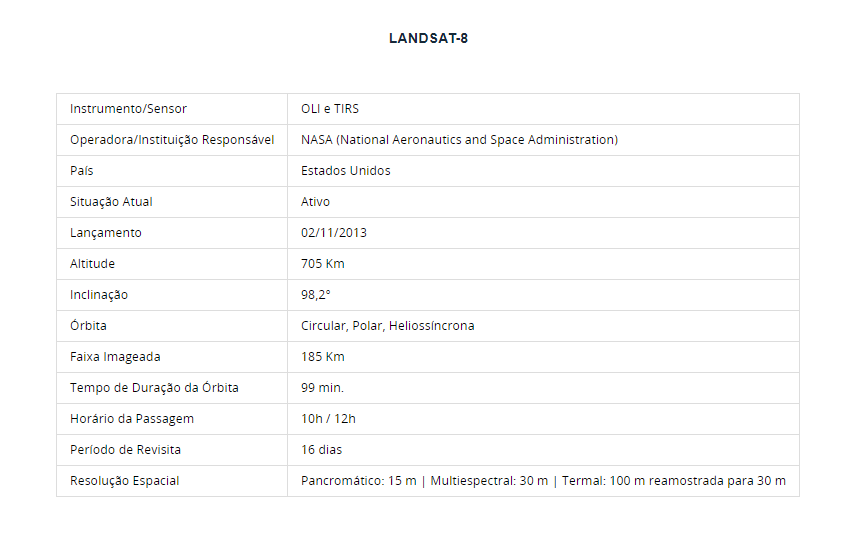 LANDSAT-8
Instrumento/Sensor OLI e TIRS
Operadora/Instituição Responsável NASA (National Aeronautics and Space Administration)
País Estados Unidos
Situação Atual Ativo
Lançamento 02/11/2013
Altitude 705 Km
Inclinação 98,2°
Órbita Circular, Polar, Heliossíncrona
Faixa Imageada 185 Km
Tempo de Duração da Órbita 99 min.
Horário da Passagem 10h / 12h
Período de Revisita 16 dias
Resolução Espacial Pancromático: 15 m | Multiespectral: 30 m | Termal: 100 m reamostrada para 30 m